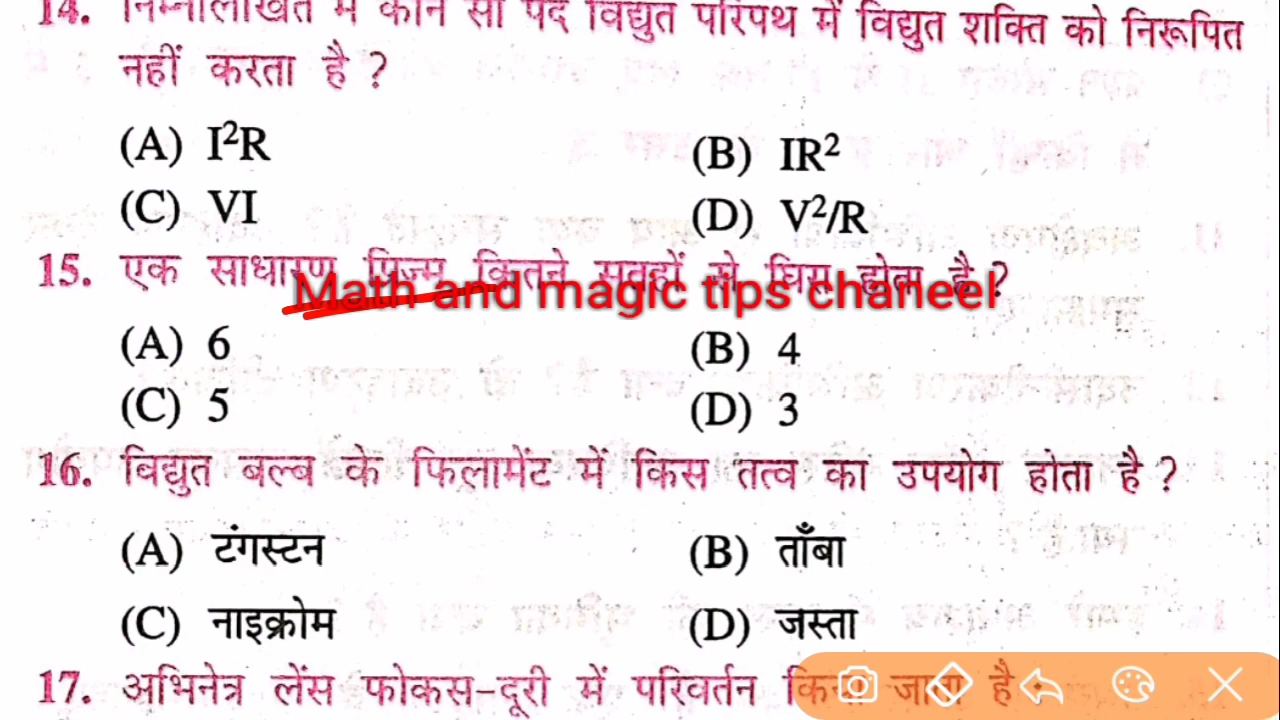 14. निम्नलिखित में कौन सा पद विद्युत परिपथ में विद्युत शक्ति को निरूपित
नहीं करता है ?
(A) I²R
(B) IR²
(C) VI
(D) V²/R
15. एक साधारण प्रिज्म कितने सतहों से घिरा होता है ?
Math and magic tips chaneel
(A) 6
(B) 4
(C) 5
(D) 3
16. विद्युत बल्ब के फिलामेंट में किस तत्व का उपयोग होता है ?
(A) टंगस्टन
(B) ताँबा
(C) नाइक्रोम
(D) जस्ता
17. अभिनेत्र लेंस फोकस-दूरी में परिवर्तन किया जाता है